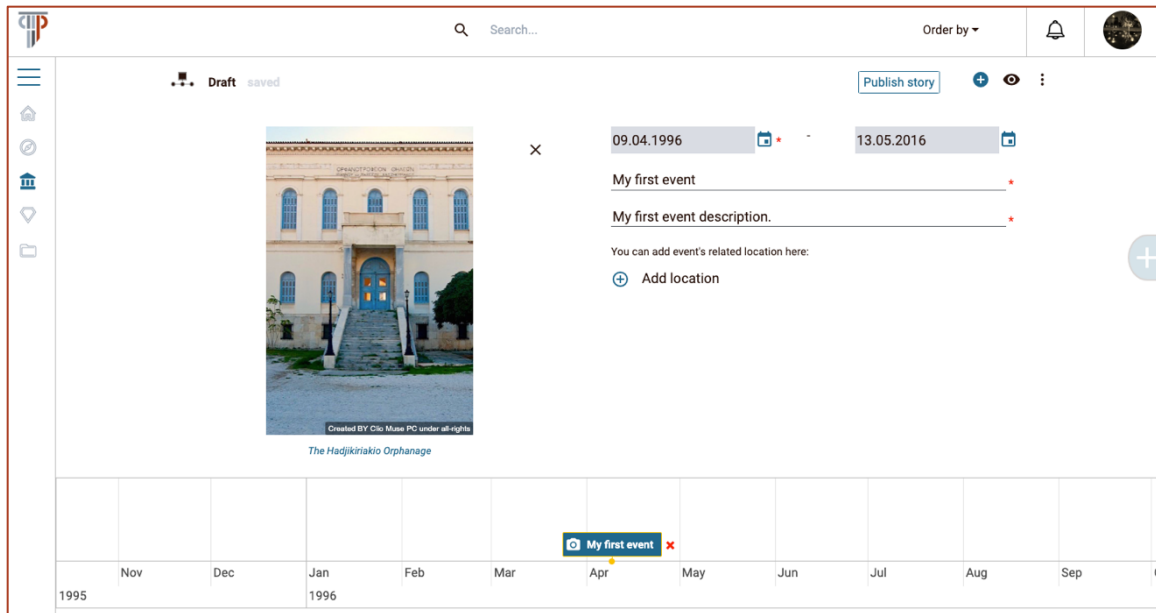 Search...
Order by
Draft saved
Publish story
09.04.1996 - 13.05.2016
My first event *
My first event description. *
You can add event's related location here:
Add location
Created BY Clio Muse PC under all-rights
The Hadjikiriakio Orphanage
My first event
Nov Dec Jan Feb Mar Apr May Jun Jul Aug Sep
1995 1996